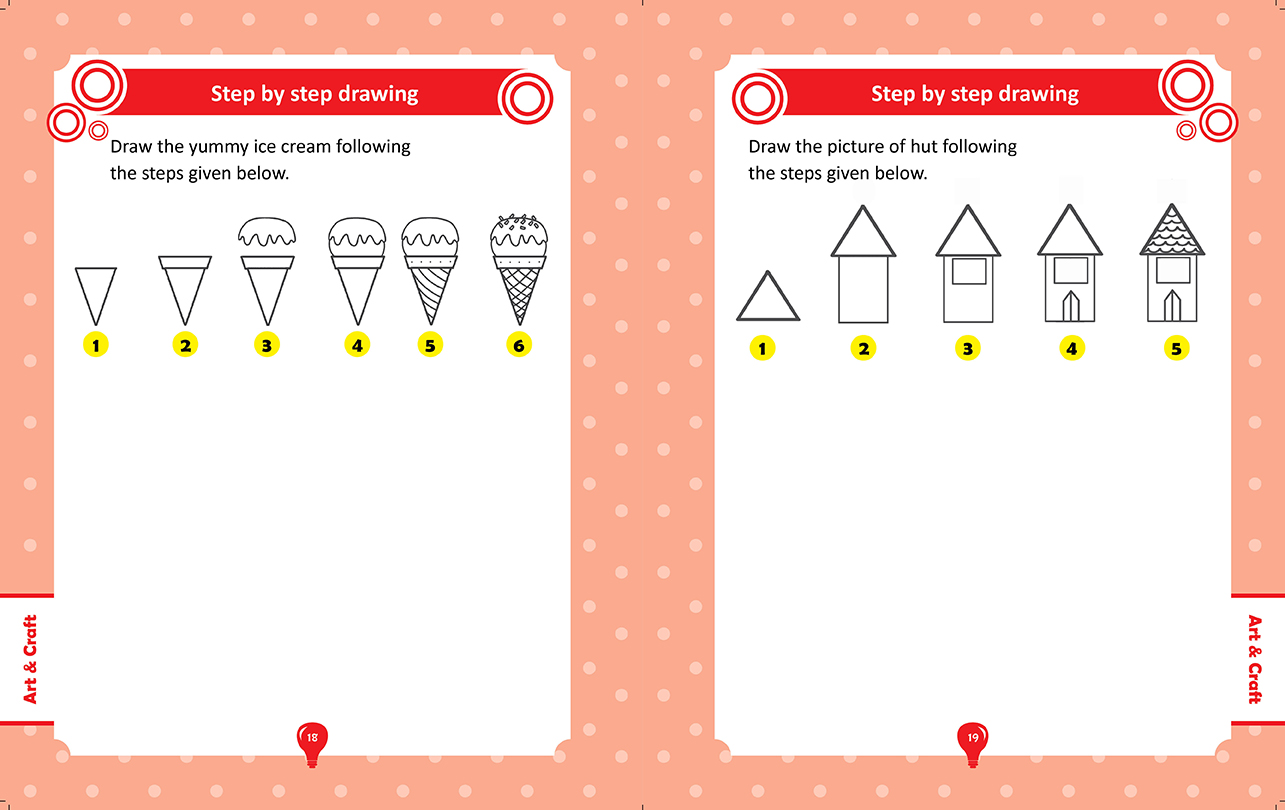 Step by step drawing
Draw the yummy ice cream following
the steps given below.
1 2 3 4 5 6
Art & Craft
18
Step by step drawing
Draw the picture of hut following
the steps given below.
1 2 3 4 5
Art & Craft
19